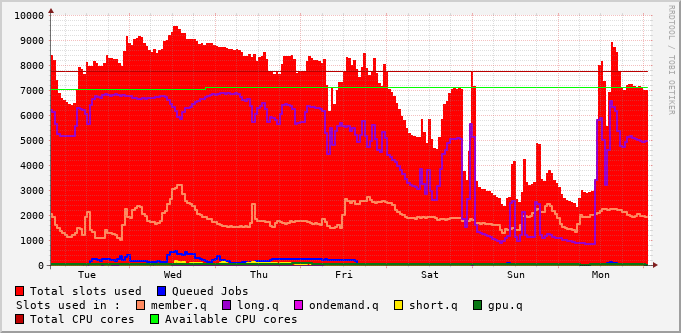 10000
9000
8000
7000
6000
5000
4000
3000
2000
1000
0
Tue Wed Thu Fri Sat Sun Mon
RRDTOOL / TOBI OETIKER
Total slots used Queued Jobs
Slots used in : member.q long.q ondemand.q short.q gpu.q
Total CPU cores Available CPU cores